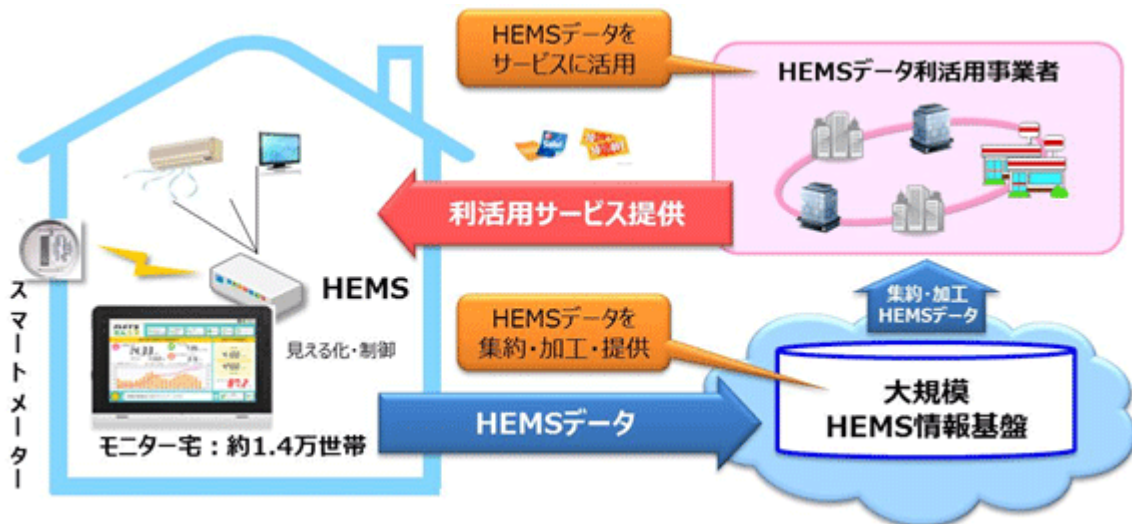 HEMSデータを
サービスに活用
HEMSデータ利活用事業者
利活用サービス提供
スマートメーター
HEMS
見える化・制御
モニター宅：約1.4万世帯
HEMSデータを
集約・加工・提供
集約・加工
HEMSデータ
HEMSデータ
大規模
HEMS情報基盤